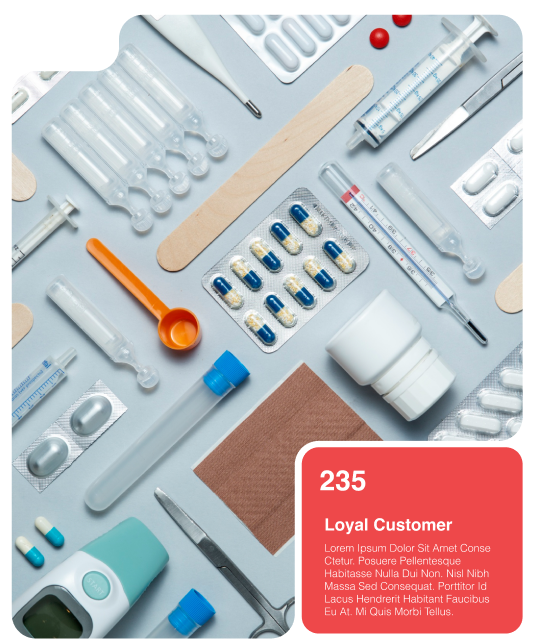 235
Loyal Customer
Lorem Ipsum Dolor Sit Amet Conse
Ctetur. Posuere Pellentesque
Habitasse Nulla Dui Non. Nisl Nibh
Massa Sed Consequat. Porttitor Id
Lacus Hendrerit Habitant Faucibus
Eu At. Mi Quis Morbi Tellus.